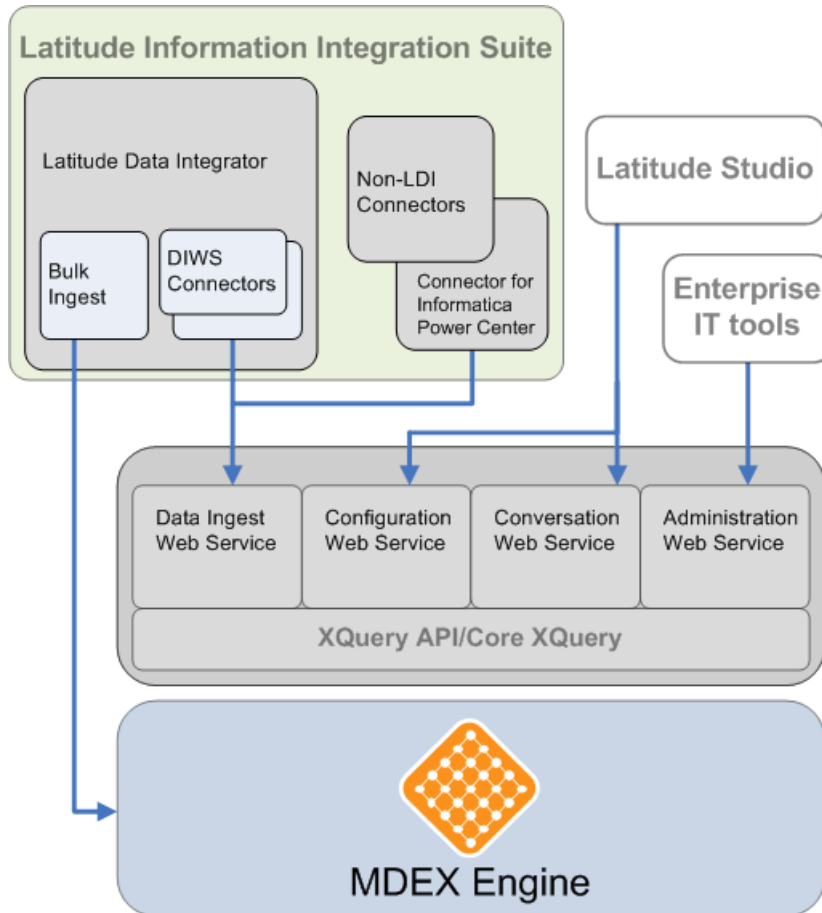 Latitude Information Integration Suite
Latitude Data Integrator
Bulk
Ingest
DIWS
Connectors
Non-LDI
Connectors
Connector for
Informatica
Power Center
Latitude Studio
Enterprise
IT tools
Data Ingest
Web Service
Configuration
Web Service
Conversation
Web Service
Administration
Web Service
XQuery API/Core XQuery
MDEX Engine